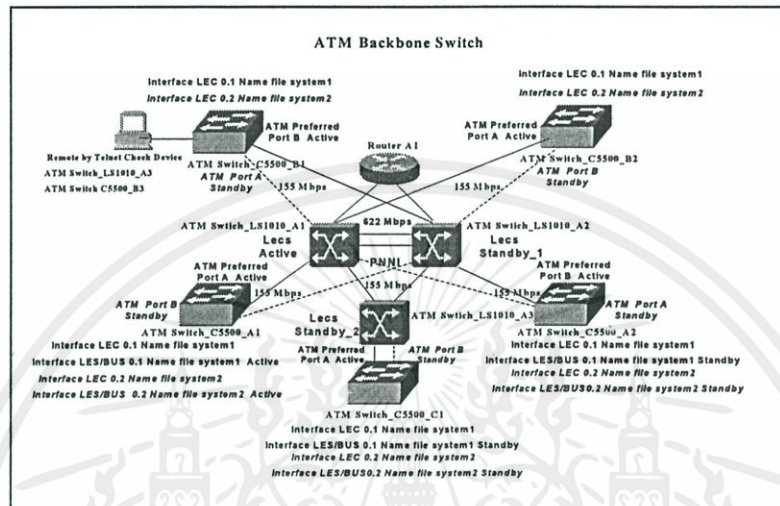 ATM Backbone Switch
Interface LEC 0.1 Name file system1
Interface LEC 0.2 Name file system2
Interface LEC 0.1 Name file system1
Interface LEC 0.2 Name file system2
ATM Preferred
Port B Active
ATM Preferred
Port A Active
Router A1
Remote by Telnet Check Device
ATM Switch_LS1010_A3
ATM Switch C5500_B3
ATM Switch_C5500_B1
ATM Port A
Standby
ATM Switch_C5500_B2
ATM Port B
Standby
155 Mbps
155 Mbps
622 Mbps
ATM Swtich_LS1010_A1
ATM Swtich_LS1010_A2
Lecs
Active
Lecs
Standby_1
PNNI
ATM Preferred
Port A Active
ATM Preferred
Port B Active
155 Mbps
155 Mbps
155 Mbps
ATM Port B
Standby
ATM Port A
Standby
Lecs
Standby_2
ATM Switch_LS1010_A3
ATM Switch_C5500_A1
ATM Switch_C5500_A2
Interface LEC 0.1 Name file system1
Interface LES/BUS 0.1 Name file system1 Active
Interface LEC 0.2 Name file system2
Interface LES/BUS 0.2 Name file system2 Active
ATM Preferred
Port A Active
ATM Port B
Standby
Interface LEC 0.1 Name file system1
Interface LES/BUS 0.1 Name file system1 Standby
Interface LEC 0.2 Name file system2
Interface LES/BUS0.2 Name file system2 Standby
ATM Switch_C5500_C1
Interface LEC 0.1 Name file system1
Interface LES/BUS 0.1 Name file system1 Standby
Interface LEC 0.2 Name file system2
Interface LES/BUS0.2 Name file system2 Standby